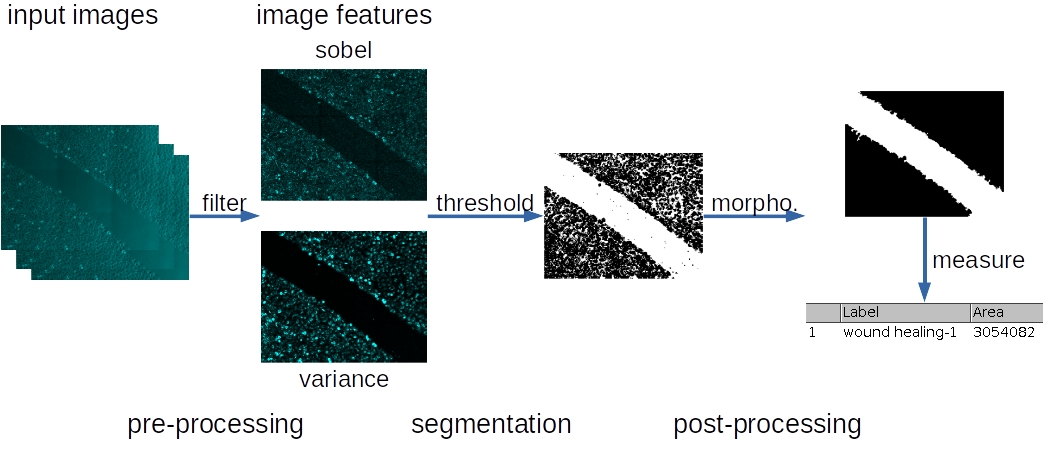 input images
image features
sobel
filter
threshold
morpho.
measure
Label Area
1 wound healing-1 3054082
variance
pre-processing
segmentation
post-processing